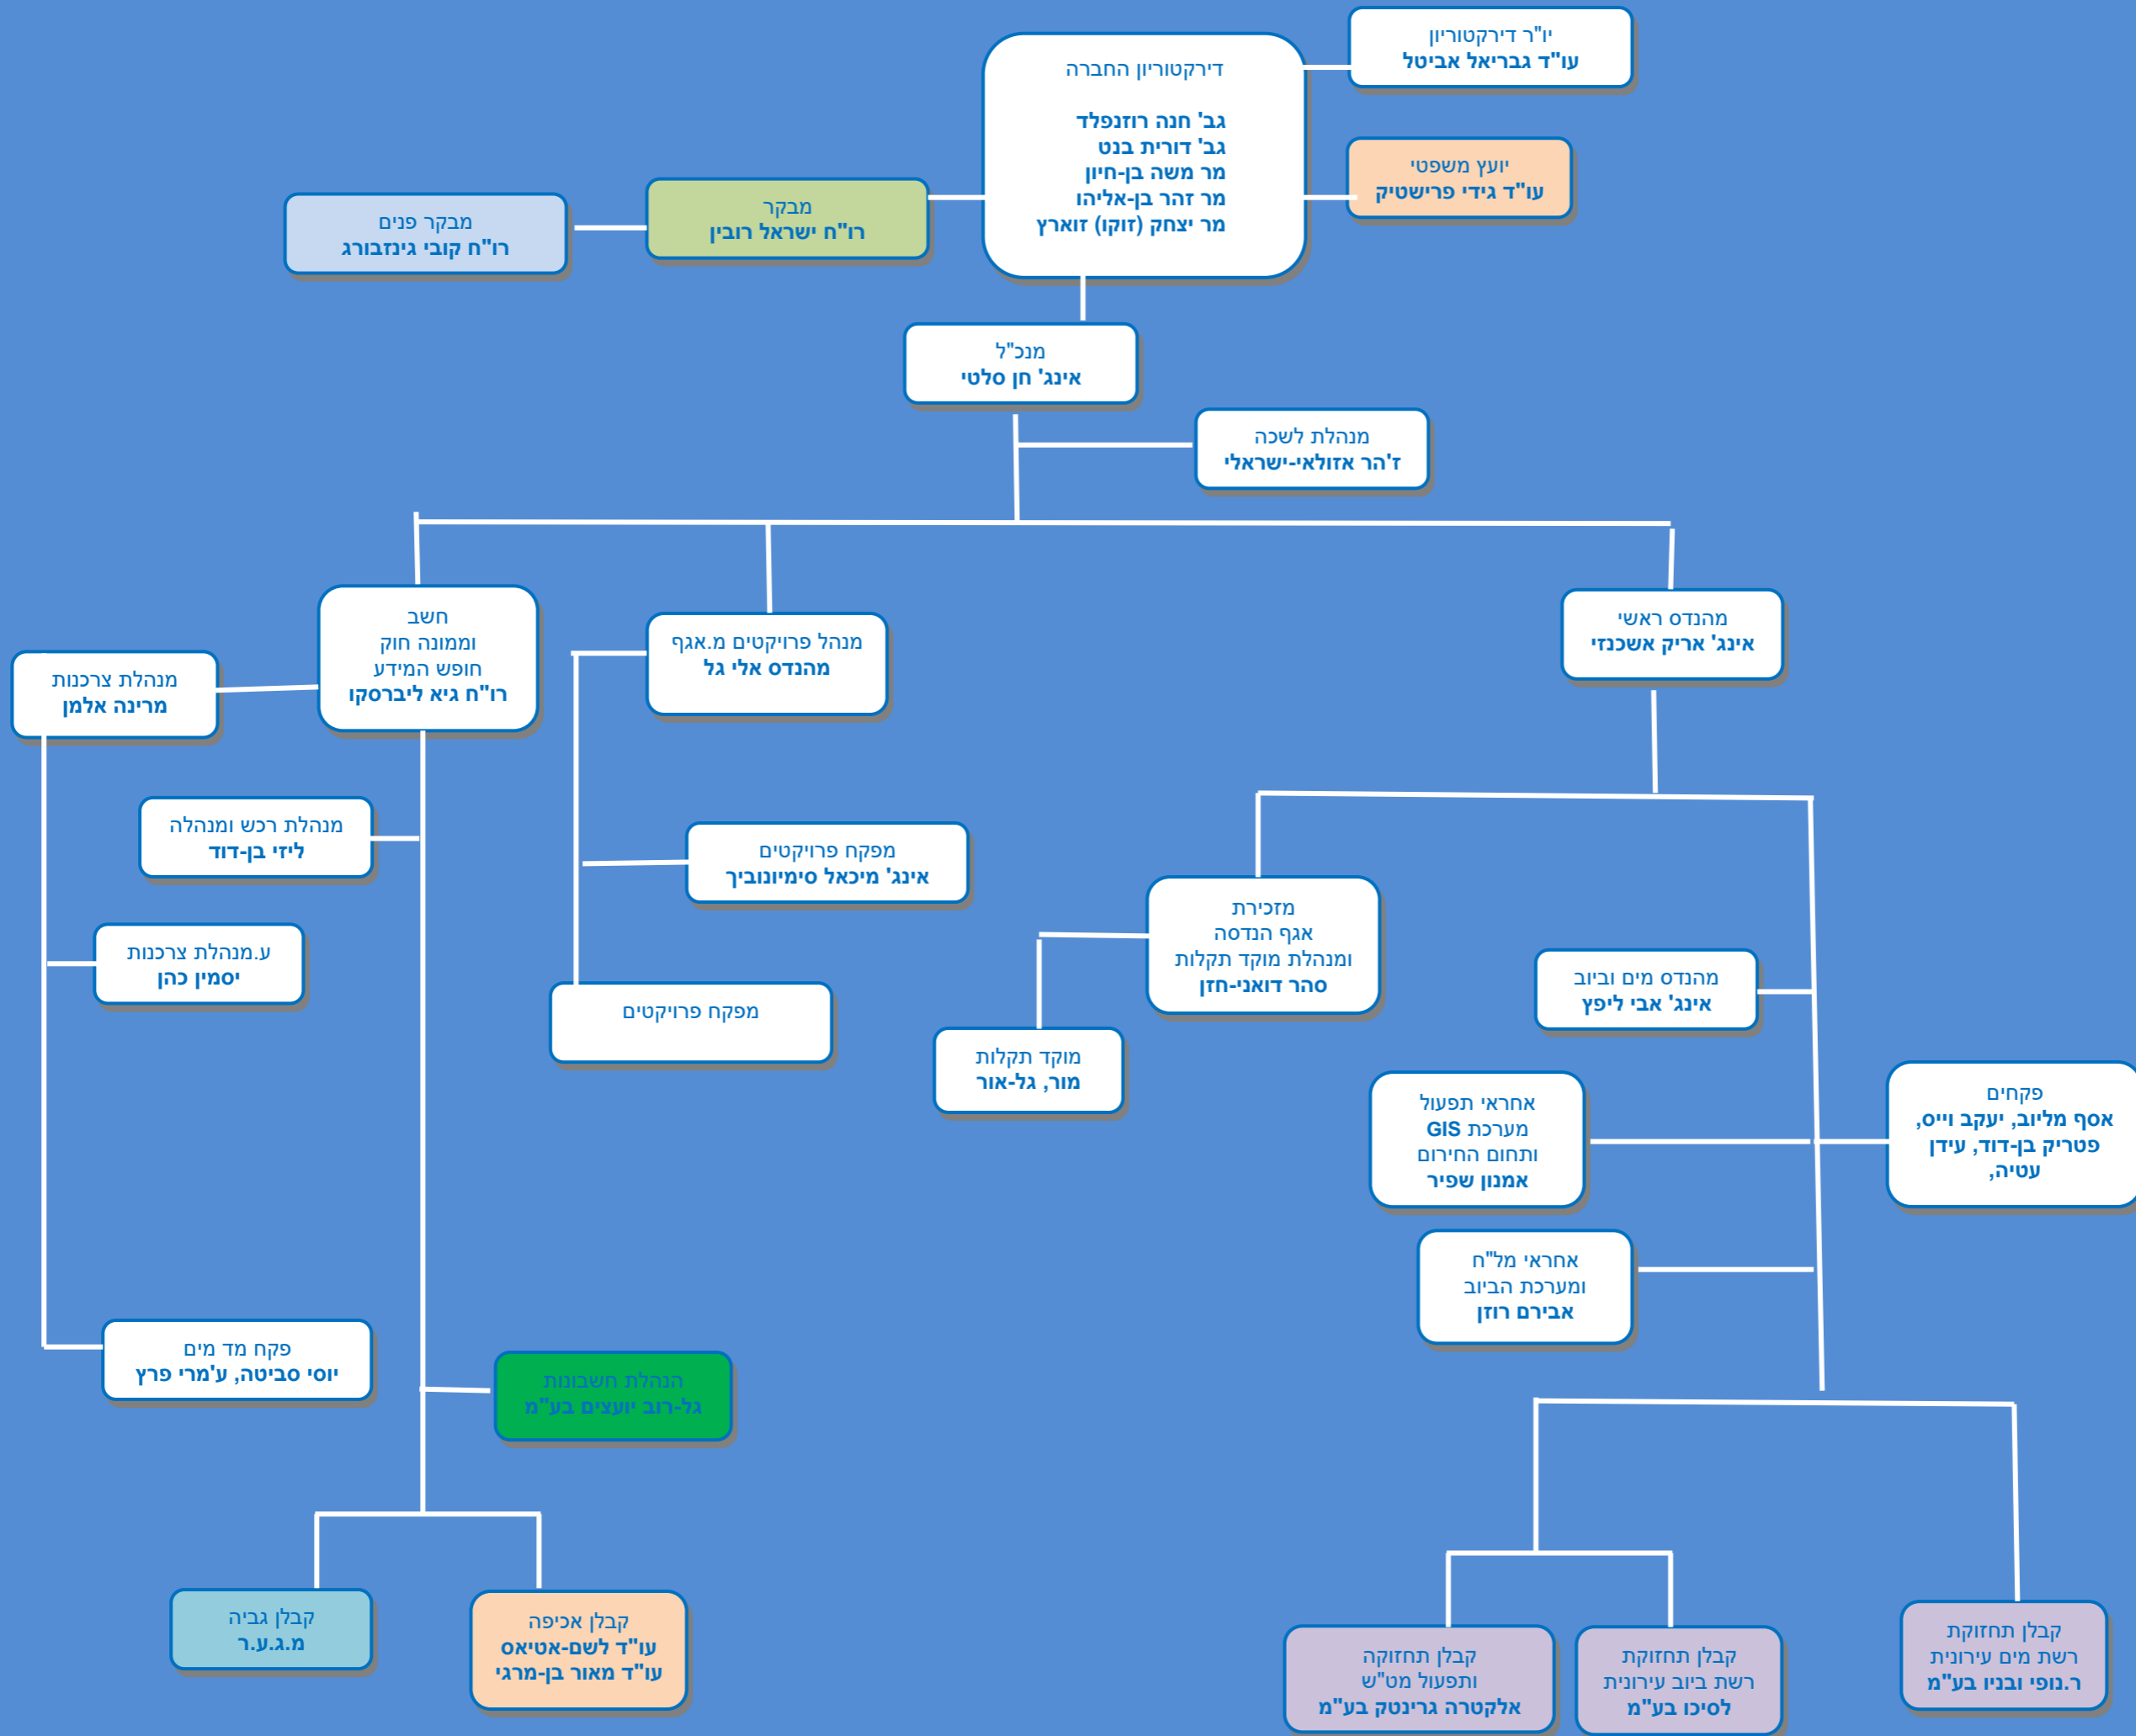 יו"ר דירקטוריון
עו"ד גבריאל אביטל
דירקטוריון החברה
גב' חנה רוזנפלד
גב' דורית בנט
מר משה בן-חיון
מר זהר בן-אליהו
מר יצחק (זוקו) זוארץ
יועץ משפטי
עו"ד גידי פרישטיק
מבקר
רו"ח ישראל רובין
מבקר פנים
רו"ח קובי גינזבורג
מנכ"ל
אינג' חן סלטי
מנהלת לשכה
ז'הר אזולאי-ישראלי
מהנדס ראשי
אינג' אריק אשכנזי
מנהל פרויקטים מ.אגף
מהנדס אלי גל
חשב
וממונה חוק
חופש המידע
רו"ח גיא ליברסקו
מנהלת צרכנות
מרינה אלמן
מנהלת רכש ומנהלה
ליזי בן-דוד
מפקח פרויקטים
אינג' מיכאל סימיונוביך
מזכירת
אגף הנדסה
ומנהלת מוקד תקלות
סהר דואני-חזן
ע.מנהלת צרכנות
יסמין כהן
מהנדס מים וביוב
אינג' אבי ליפץ
מפקח פרויקטים
מוקד תקלות
מור, גל-אור
פקחים
אסף מליוב, יעקב וייס,
פטריק בן-דוד, עידן
עטיה,
אחראי תפעול
מערכת GIS
ותחום החירום
אמנון שפיר
אחראי מל"ח
ומערכת הביוב
אבירם רוזן
פקח מד מים
יוסי סביטה, ע'מרי פרץ
הנהלת חשבונות
גל-רוב יועצים בע"מ
קבלן גביה
מ.ג.ע.ר
קבלן אכיפה
עו"ד לשם-אטיאס
עו"ד מאור בן-מרגי
קבלן תחזוקת
רשת מים עירונית
ר.נופי ובניו בע"מ
קבלן תחזוקת
רשת ביוב עירונית
לסיכו בע"מ
קבלן תחזוקה
ותפעול מט"ש
אלקטרה גרינטק בע"מ